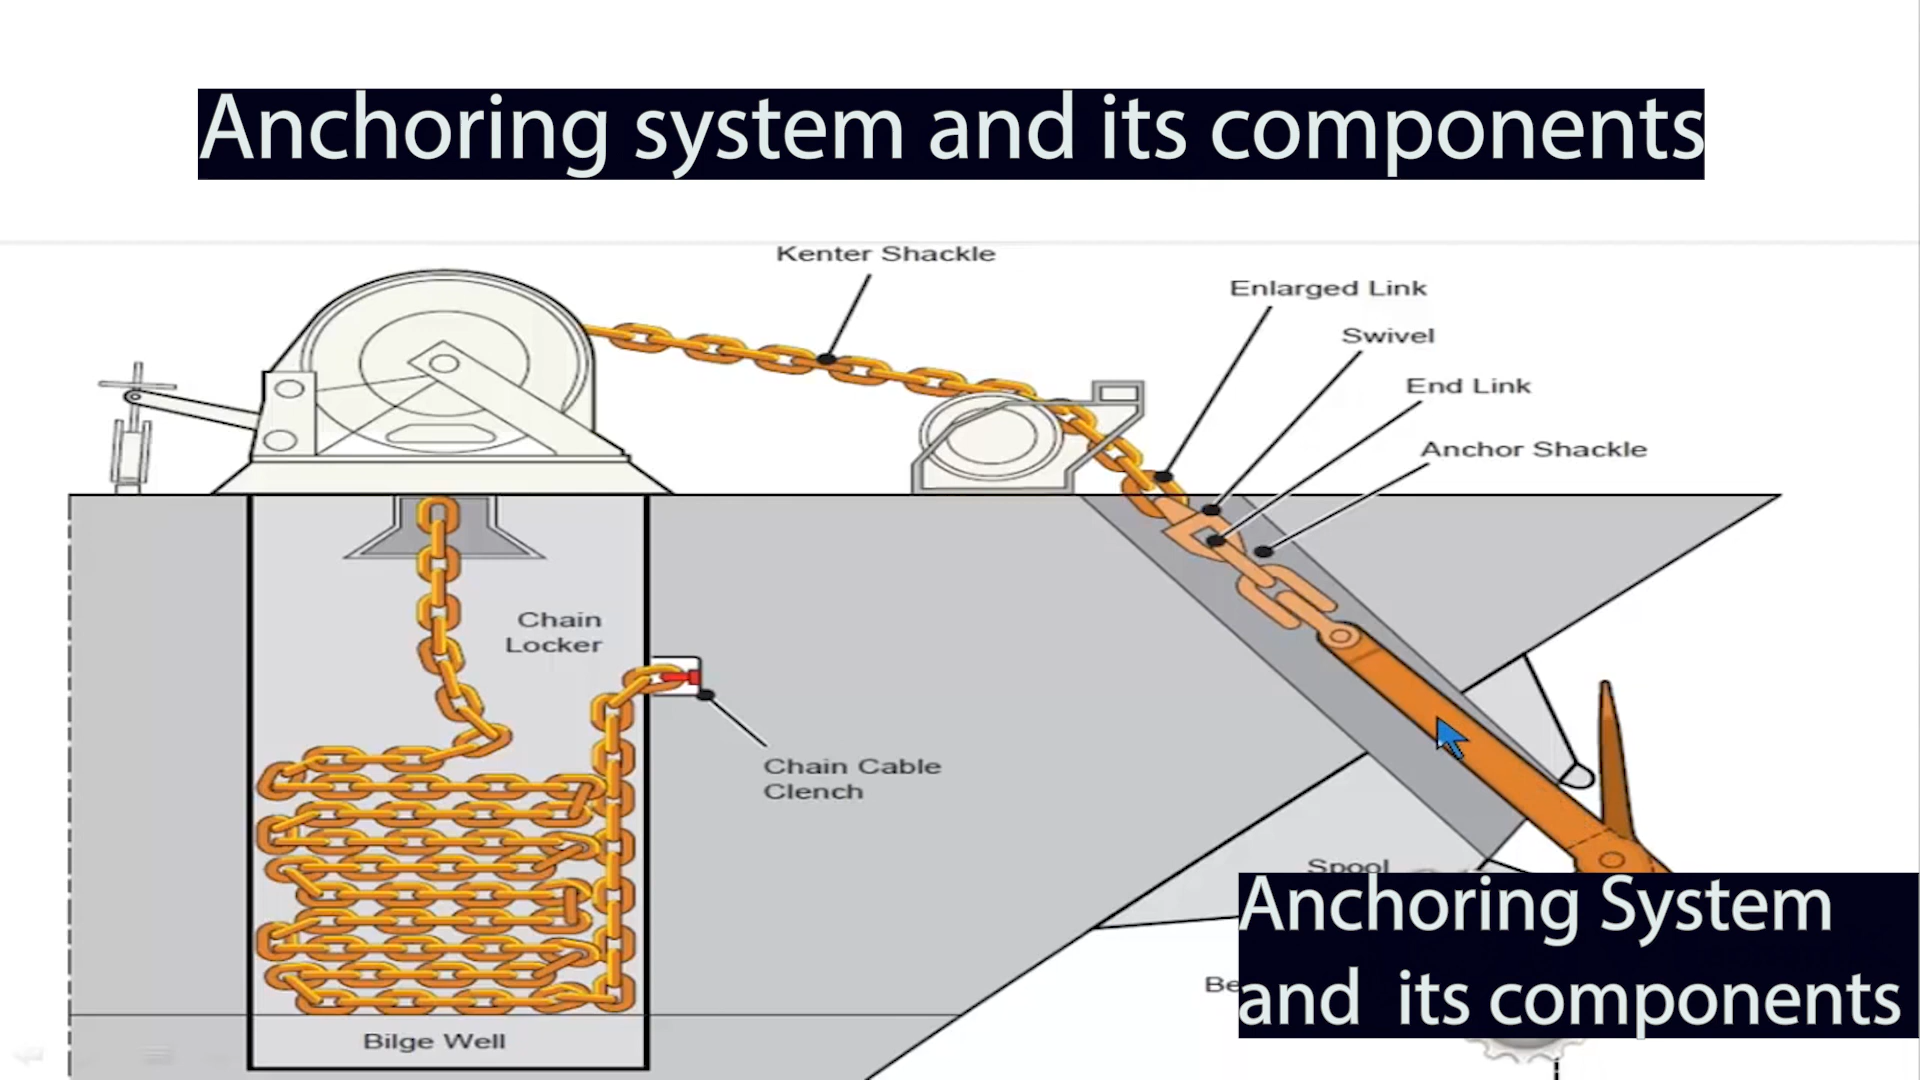 Anchoring system and its components
Kenter Shackle
Enlarged Link
Swivel
End Link
Anchor Shackle
Chain
Locker
Chain Cable
Clench
Spool
Anchoring System
and its components
Bilge Well